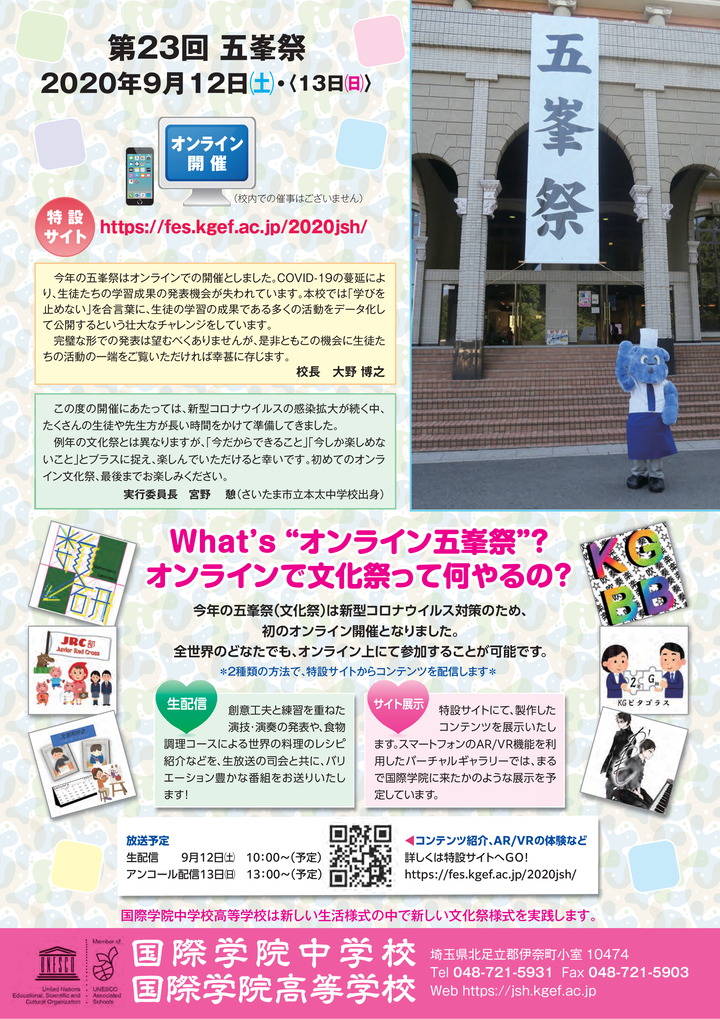 第23回 五峯祭
2020年9月12日㈯・〈13日㈰〉
オンライン
開催
(校内での催事はございません)
特設
サイト
https://fes.kgef.ac.jp/2020jsh/
五峯祭
今年の五峯祭はオンラインでの開催としました。COVID-19の蔓延によ
り、生徒たちの学習成果の発表機会が失われています。本校では「学びを
止めない」を合言葉に、生徒の学習の成果である多くの活動をデータ化し
て公開するという壮大なチャレンジをしています。
完璧な形での発表は望むべくありませんが、是非ともこの機会に生徒た
ちの活動の一端をご覧いただければ幸甚に存じます。
校長 大野 博之
この度の開催にあたっては、新型コロナウイルスの感染拡大が続く中、
たくさんの生徒や先生方が長い時間をかけて準備してきました。
例年の文化祭とは異なりますが、「今だからできること」「今しか楽しめな
いこと」とプラスに捉え、楽しんでいただけると幸いです。初めてのオンラ
イン文化祭、最後までお楽しみください。
実行委員長 宮野 憩(さいたま市立本太中学校出身)
What's “オンライン五峯祭”?
オンラインで文化祭って何やるの?
今年の五峯祭(文化祭)は新型コロナウイルス対策のため、
初のオンライン開催となりました。
全世界のどなたでも、オンライン上にて参加することが可能です。
*2種類の方法で、特設サイトからコンテンツを配信します*
JRC部
Junior Red Cross
KG
BB
2 G
KGピタゴラス
生配信
創意工夫と練習を重ねた
演技・演奏の発表や、食物
調理コースによる世界の料理のレシピ
紹介などを、生放送の司会と共に、バリ
エーション豊かな番組をお送りいたし
ます!
サイト展示
特設サイトにて、製作した
コンテンツを展示いたし
ます。スマートフォンのAR/VR機能を利
用したバーチャルギャラリーでは、まる
で国際学院に来たかのような展示を予
定しています。
放送予定
生配信 9月12日㈯ 10:00〜(予定)
アンコール配信13日㈰ 13:00〜(予定)
◀コンテンツ紹介、AR/VRの体験など
詳しくは特設サイトへGO!
https://fes.kgef.ac.jp/2020jsh/
国際学院中学校高等学校は新しい生活様式の中で新しい文化祭様式を実践します。
UNESCO
United Nations
Educational, Scientific and
Cultural Organization
Member of
UNESCO
Associated
Schools
国際学院中学校
国際学院高等学校
埼玉県北足立郡伊奈町小室 10474
Tel 048-721-5931 Fax 048-721-5903
Web https://jsh.kgef.ac.jp